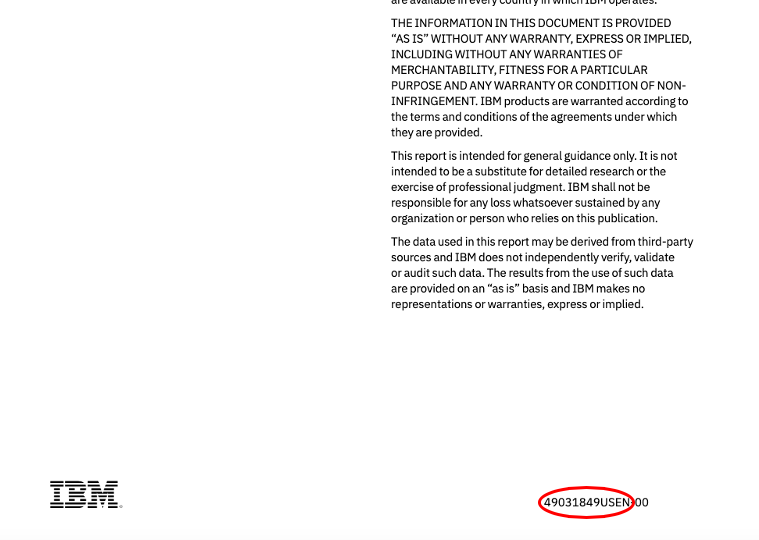 are available in every country in which IBM operates.
THE INFORMATION IN THIS DOCUMENT IS PROVIDED
“AS IS” WITHOUT ANY WARRANTY, EXPRESS OR IMPLIED,
INCLUDING WITHOUT ANY WARRANTIES OF
MERCHANTABILITY, FITNESS FOR A PARTICULAR
PURPOSE AND ANY WARRANTY OR CONDITION OF NON-
INFRINGEMENT. IBM products are warranted according to
the terms and conditions of the agreements under which
they are provided.
This report is intended for general guidance only. It is not
intended to be a substitute for detailed research or the
exercise of professional judgment. IBM shall not be
responsible for any loss whatsoever sustained by any
organization or person who relies on this publication.
The data used in this report may be derived from third-party
sources and IBM does not independently verify, validate
or audit such data. The results from the use of such data
are provided on an “as is” basis and IBM makes no
representations or warranties, express or implied.
IBM®
49031849USEN-00